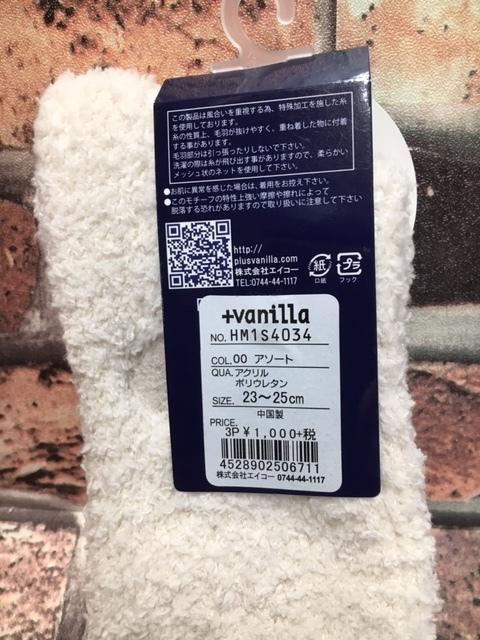 この製品は風合いを重視する為、特殊加工を施した糸
を使用しております。
糸の性質上、毛羽が抜けやすく、重ね着した物に付着
する事があります。
毛羽部分は引っ張ったりしないで下さい。
洗濯の際は糸が飛び出す事がありますので、柔らかい
メッシュ状のネットを使用して下さい。
●お肌に異常を感じた場合は、着用をお控え下さい。
●このモチーフの特性上強い摩擦や擦れによって
脱落する恐れがありますので取り扱いに注意して下さい
http://
plusvanilla.com
株式会社エイコー
TEL:0744-44-1117
紙
口紙
プラ
フック
+vanilla
NO. HM1S4034
COL. 00 アソート
QUA. アクリル
ポリウレタン
SIZE. 23～25cm
中国製
PRICE.
3P ¥1,000+税
4528902506711
株式会社エイコー 0744-44-1117